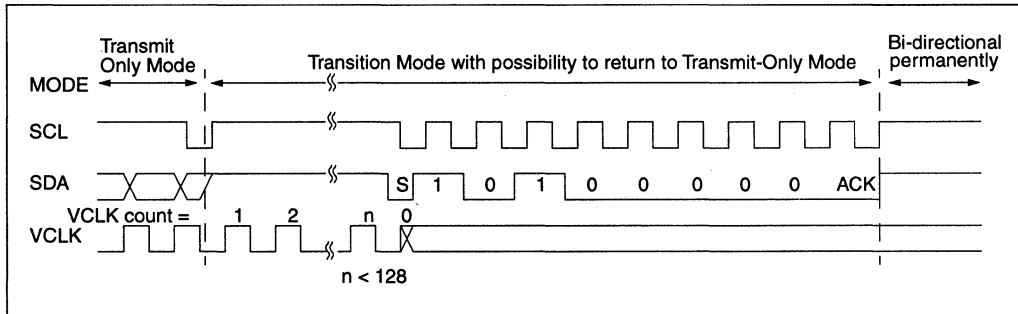 Transmit
Only Mode
Transition Mode with possibility to return to Transmit-Only Mode
Bi-directional
permanently
MODE
SCL
SDA S 1 0 1 0 0 0 0 0 ACK
VCLK count = 1 2 n 0
VCLK
n < 128